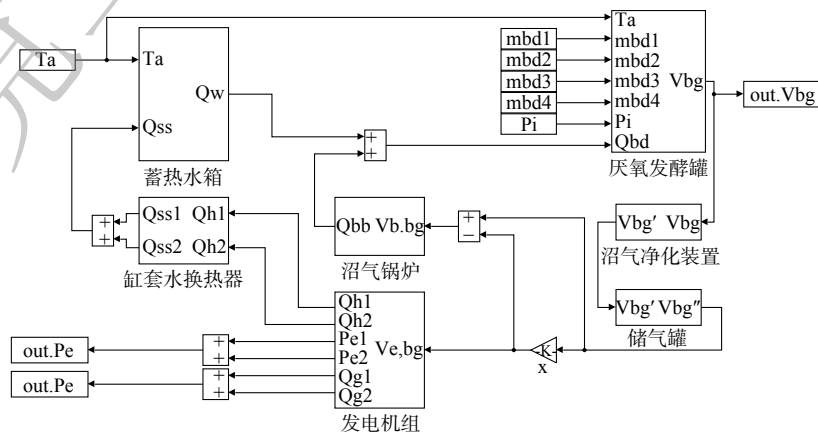 Ta
Ta
Qss
Qw
蓄热水箱
mbd1
mbd2
mbd3
mbd4
Pi
Ta
mbd1
mbd2
mbd3
mbd4
Pi
Qbd
Vbg
厌氧发酵罐
out.Vbg
+
+
+
+
Qss1 Qh1
Qss2 Qh2
缸套水换热器
Qbb Vb.bg
沼气锅炉
+
−
Vbg′ Vbg
沼气净化装置
Vbg′ Vbg″
储气罐
Qh1
Qh2
Pe1
Pe2
Qg1
Qg2
Ve,bg
发电机组
-K-
x
+
+
out.Pe
+
+
out.Pe